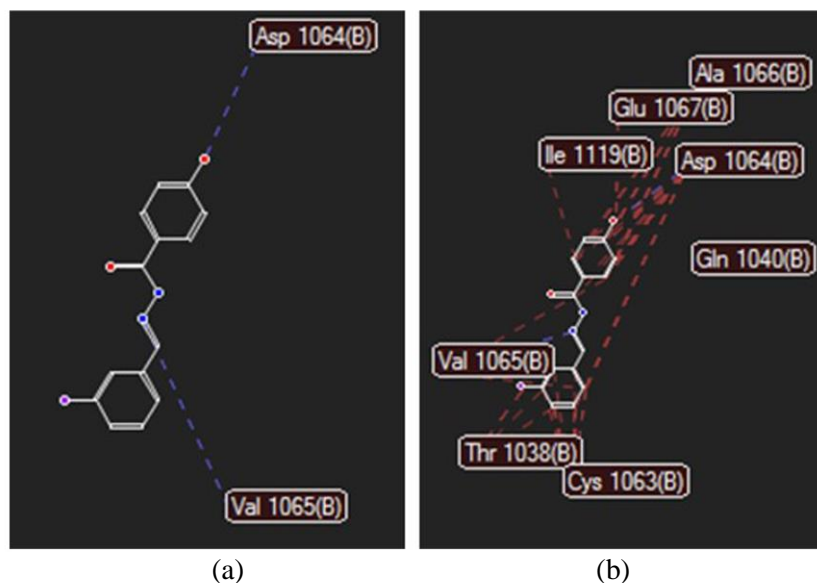 Asp 1064(B)
Val 1065(B)
Ala 1066(B)
Glu 1067(B)
Ile 1119(B)
Asp 1064(B)
Gln 1040(B)
Val 1065(B)
Thr 1038(B)
Cys 1063(B)
(a)
(b)